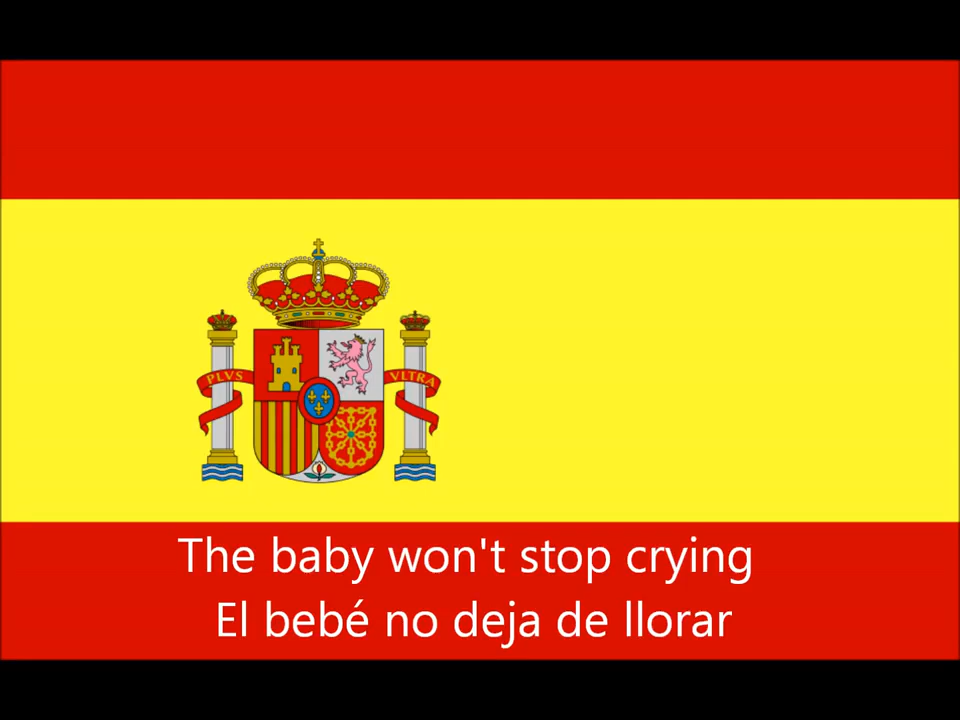 PLVS VLTRA
The baby won't stop crying
El bebé no deja de llorar